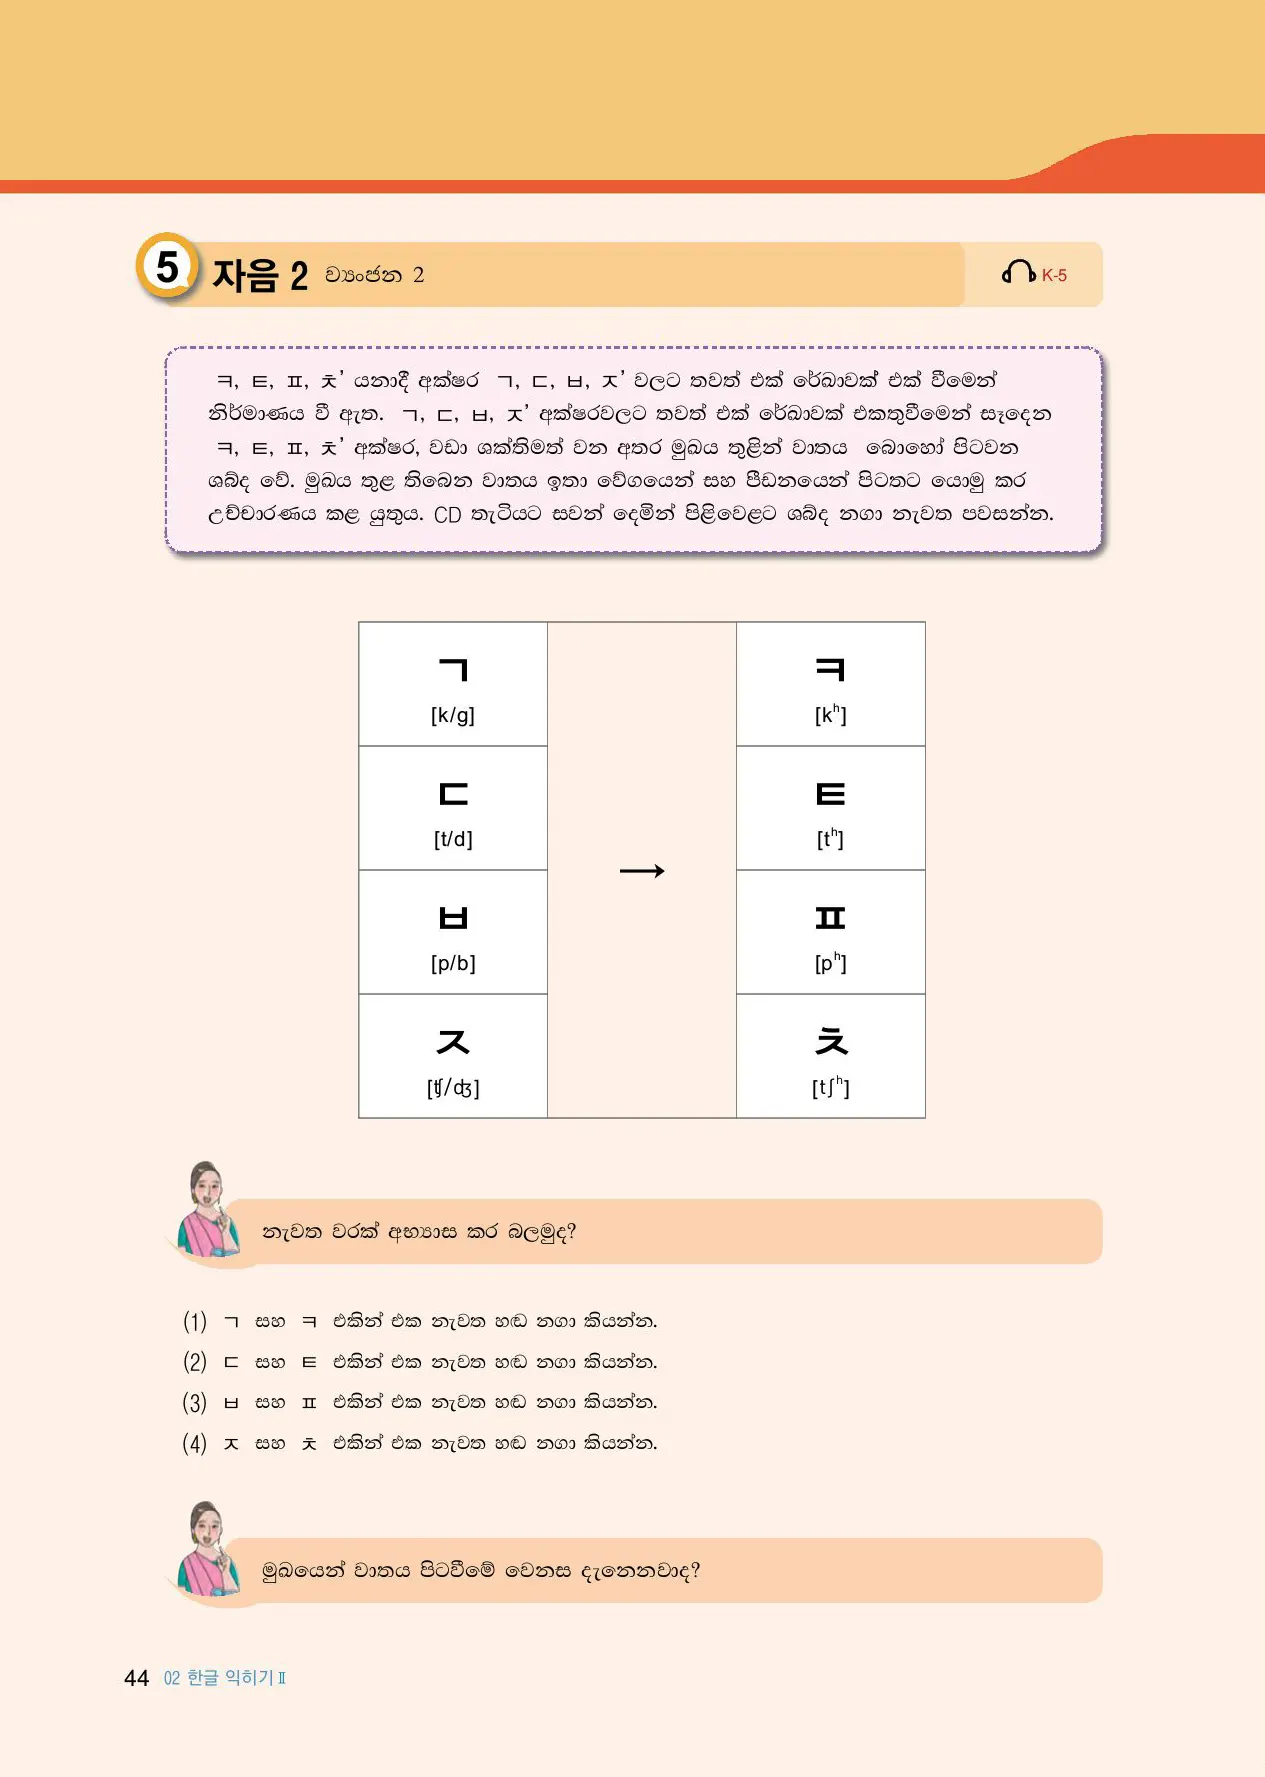 5 자음 2 ව්‍යංජන 2 K-5
ㅋ, ㅌ, ㅍ, ㅊ’ යනාදී අක්ෂර ㄱ, ㄷ, ㅂ, ㅈ’ වලට තවත් එක් රේඛාවක් එක් වීමෙන්
නිර්මාණය වී ඇත. ㄱ, ㄷ, ㅂ, ㅈ’ අක්ෂරවලට තවත් එක් රේඛාවක් එකතුවීමෙන් සෑදෙන
ㅋ, ㅌ, ㅍ, ㅊ’ අක්ෂර, වඩා ශක්තිමත් වන අතර මුඛය තුළින් වාතය බොහෝ පිටවන
ශබ්ද වේ. මුඛය තුළ තිබෙන වාතය ඉතා වේගයෙන් සහ පීඩනයෙන් පිටතට යොමු කර
උච්චාරණය කළ යුතුය. CD තැටියට සවන් දෙමින් පිළිවෙළට ශබ්ද නගා නැවත පවසන්න.
ㄱ ㅋ
[k/g] [kʰ]
ㄷ ㅌ
[t/d] [tʰ]
→
ㅂ ㅍ
[p/b] [pʰ]
ㅈ ㅊ
[ʧ/ʤ] [tʃʰ]
නැවත වරක් අභ්‍යාස කර බලමුද?
(1) ㄱ සහ ㅋ එකින් එක නැවත හඬ නගා කියන්න.
(2) ㄷ සහ ㅌ එකින් එක නැවත හඬ නගා කියන්න.
(3) ㅂ සහ ㅍ එකින් එක නැවත හඬ නගා කියන්න.
(4) ㅈ සහ ㅊ එකින් එක නැවත හඬ නගා කියන්න.
මුඛයෙන් වාතය පිටවීමේ වෙනස දැනෙනවාද?
44 02 한글 익히기 Ⅱ